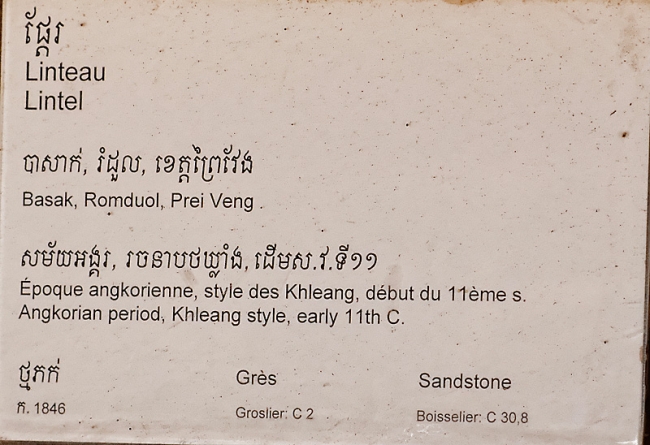 ផ្ដែរ
Linteau
Lintel
បាសាក់, រំដួល, ខេត្តព្រៃវែង
Basak, Romduol, Prei Veng
សម័យអង្គរ, រចនាបថឃ្លាំង, ដើមស.វ.ទី១១
Époque angkorienne, style des Khleang, début du 11ème s.
Angkorian period, Khleang style, early 11th C.
ថ្មភក់ Grès Sandstone
ក. 1846 Groslier: C 2 Boisselier: C 30,8